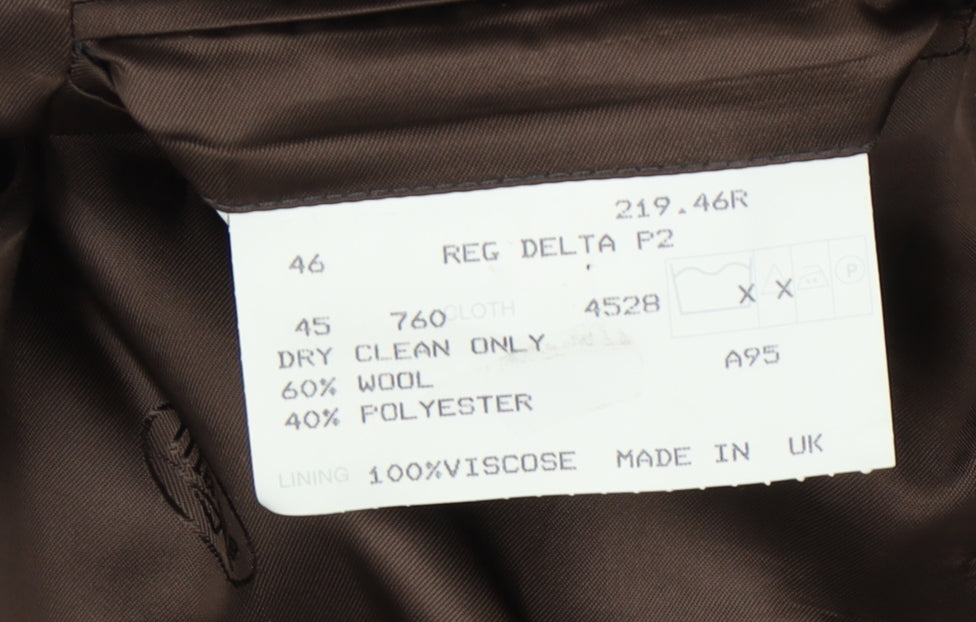 219.46R
46 REG DELTA P2
CLOTH
45 760 4528
DRY CLEAN ONLY
60% WOOL A95
40% POLYESTER
LINING 100%VISCOSE MADE IN UK
X X P